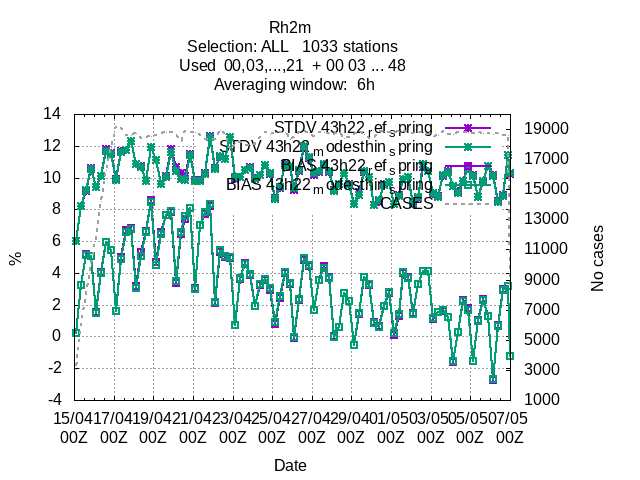 Rh2m
Selection: ALL 1033 stations
Used 00,03,...,21 + 00 03 ... 48
Averaging window: 6h
STDV 43h22_ref_spring
STDV 43h22_modesthin_spring
BIAS 43h22_ref_spring
BIAS 43h22_modesthin_spring
CASES
14
12
10
8
6
4
2
0
-2
-4
%
19000
17000
15000
13000
11000
9000
7000
5000
3000
1000
No cases
15/04 17/04 19/04 21/04 23/04 25/04 27/04 29/04 01/05 03/05 05/05 07/05
00Z 00Z 00Z 00Z 00Z 00Z 00Z 00Z 00Z 00Z 00Z 00Z
Date